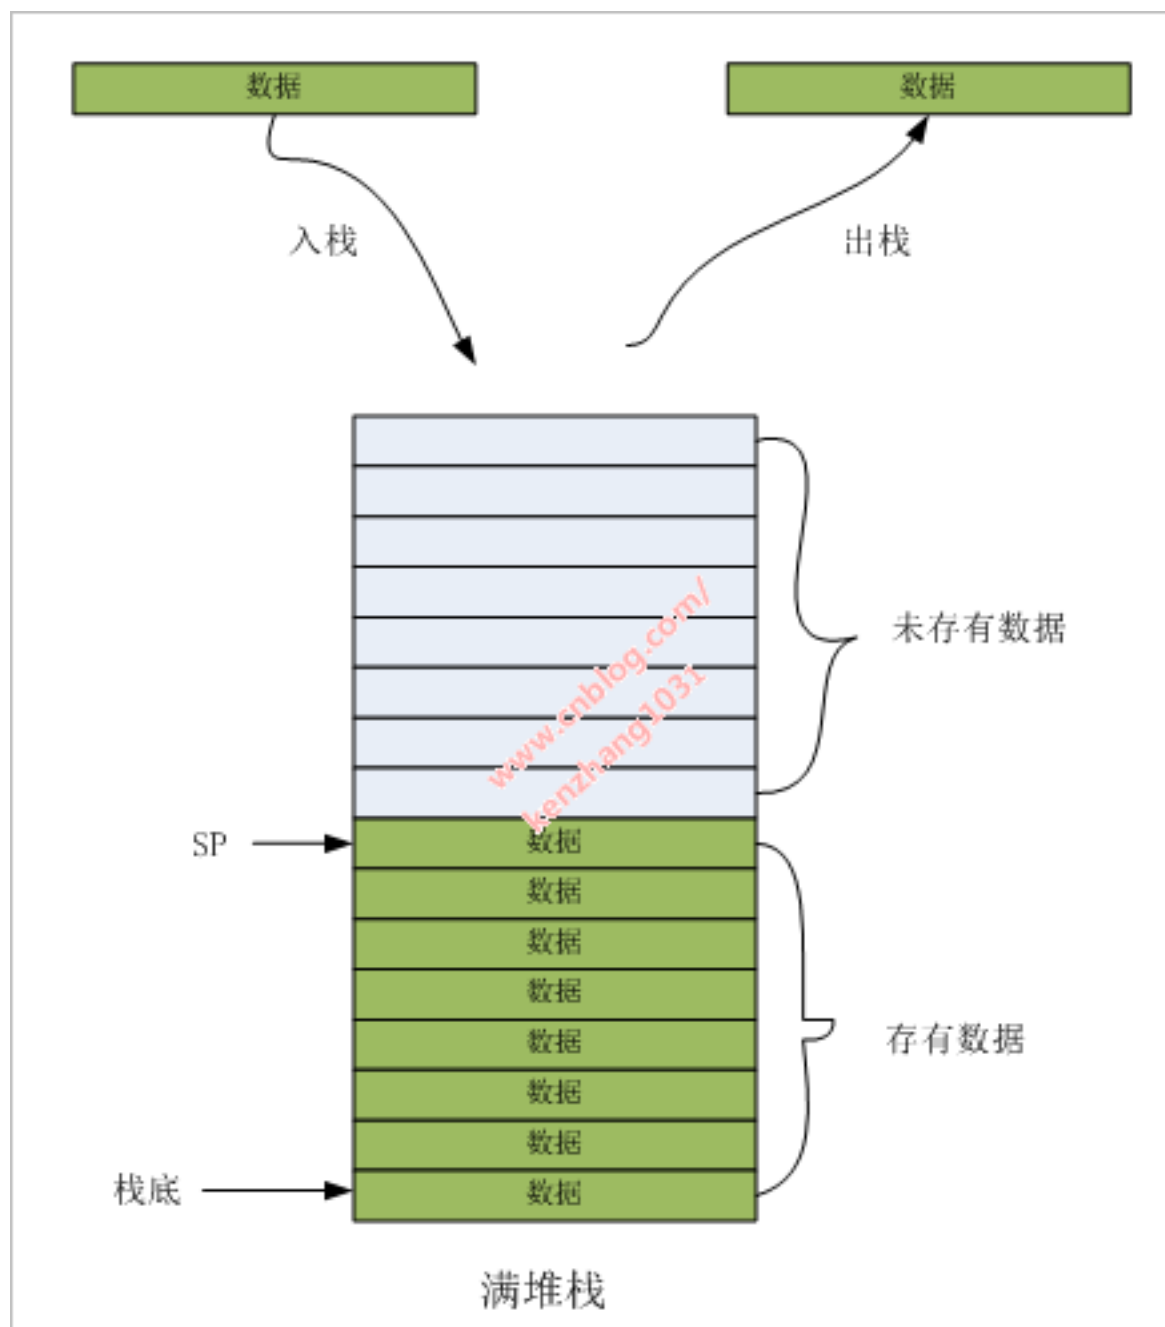 数据
数据
入栈
出栈
未存有数据
www.cnblog.com/
kenzhang1031
SP
数据
数据
数据
数据
存有数据
数据
数据
数据
栈底
数据
满堆栈